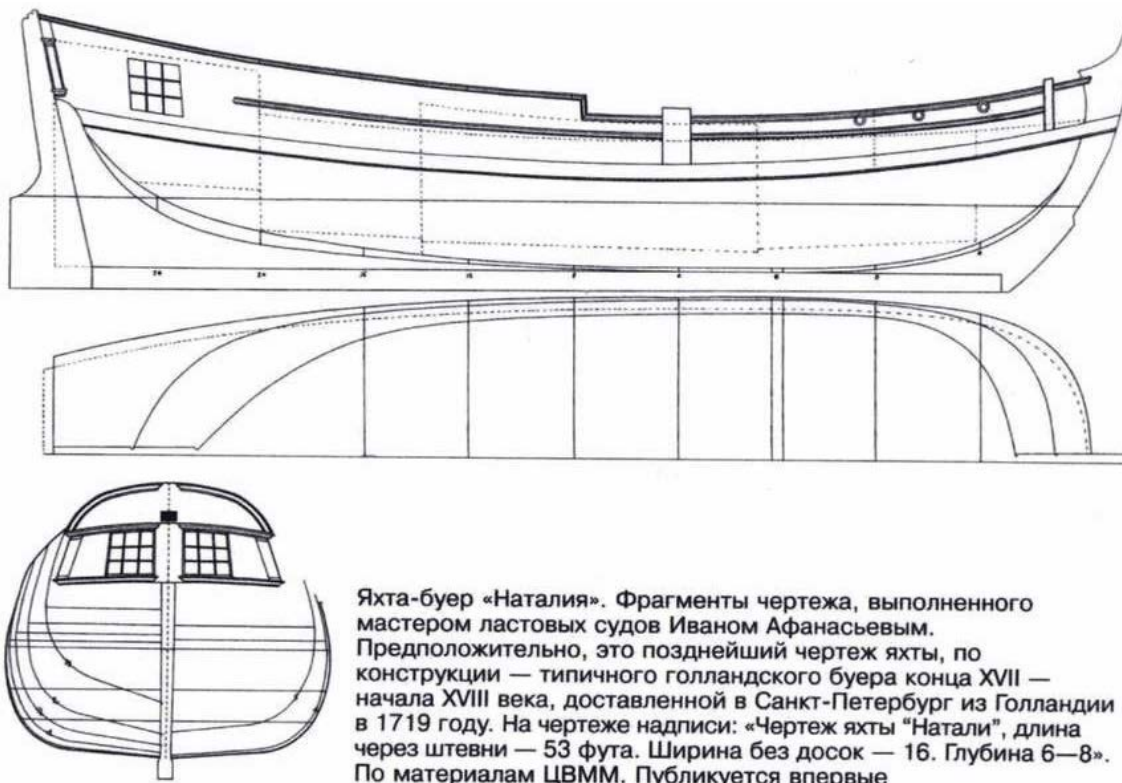 Яхта-буер «Наталия». Фрагменты чертежа, выполненного
мастером ластовых судов Иваном Афанасьевым.
Предположительно, это позднейший чертеж яхты, по
конструкции — типичного голландского буера конца XVII —
начала XVIII века, доставленной в Санкт-Петербург из Голландии
в 1719 году. На чертеже надписи: «Чертеж яхты "Натали", длина
через штевни — 53 фута. Ширина без досок — 16. Глубина 6—8».
По материалам ЦВММ. Публикуется впервые